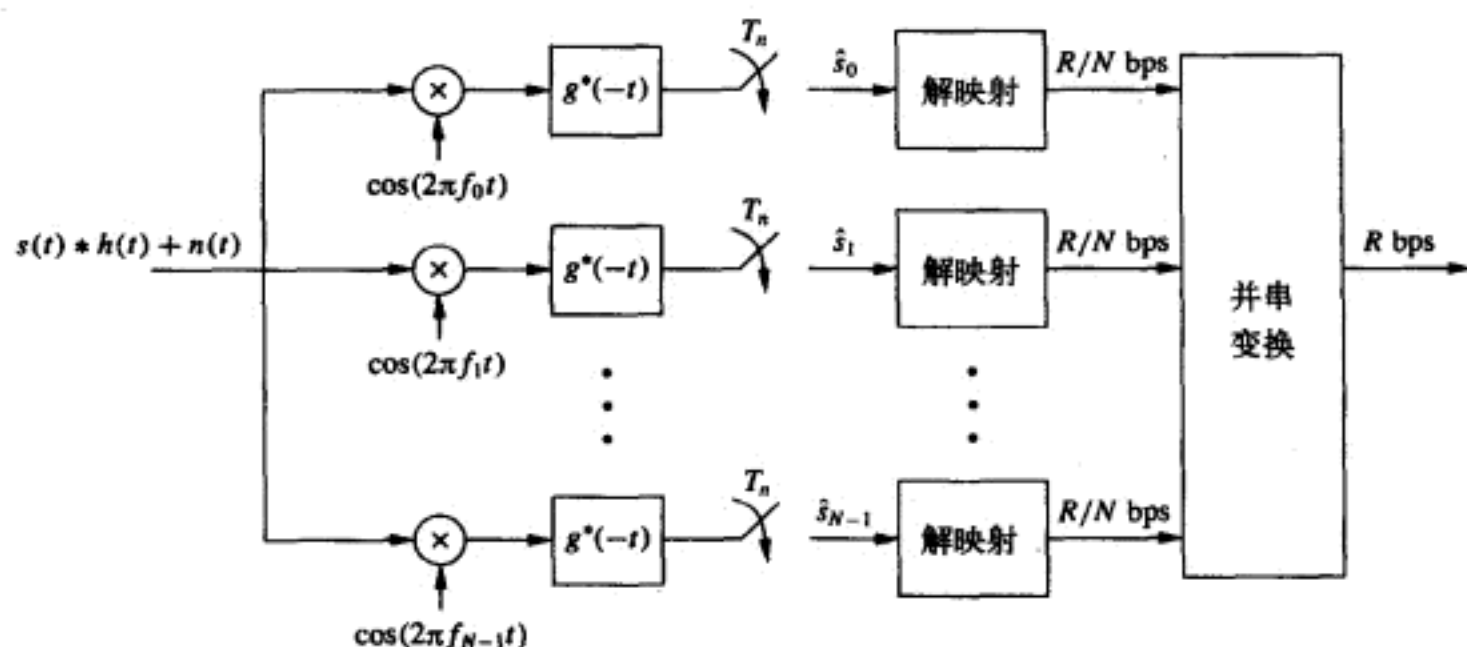 T_n
ŝ_0
R/N bps
g*(-t)
解映射
cos(2πf_0t)
T_n
ŝ_1
R/N bps
s(t) * h(t) + n(t)
g*(-t)
解映射
R bps
并串
变换
cos(2πf_1t)
T_n
ŝ_{N-1}
R/N bps
g*(-t)
解映射
cos(2πf_{N-1}t)